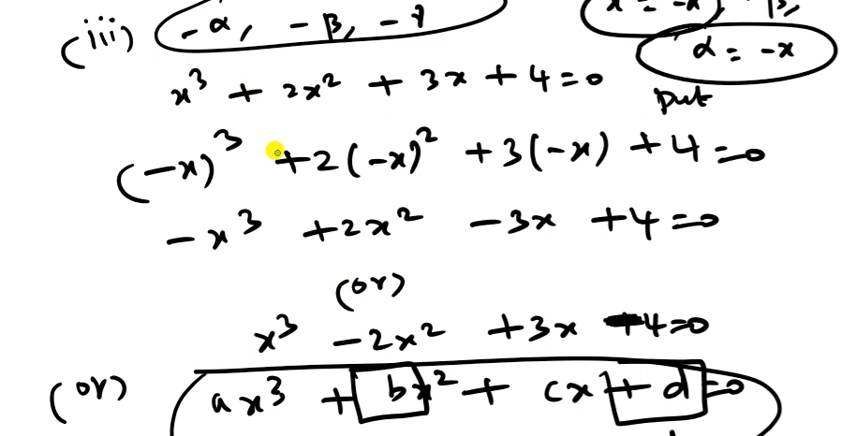 (iii) -α, -β, -γ
α = -x
x³ + 2x² + 3x + 4 = 0 put
(-x)³ + 2(-x)² + 3(-x) + 4 = 0
-x³ + 2x² - 3x + 4 = 0
(or)
x³ - 2x² + 3x - 4 = 0
(or) ax³ + bx² + cx + d = 0